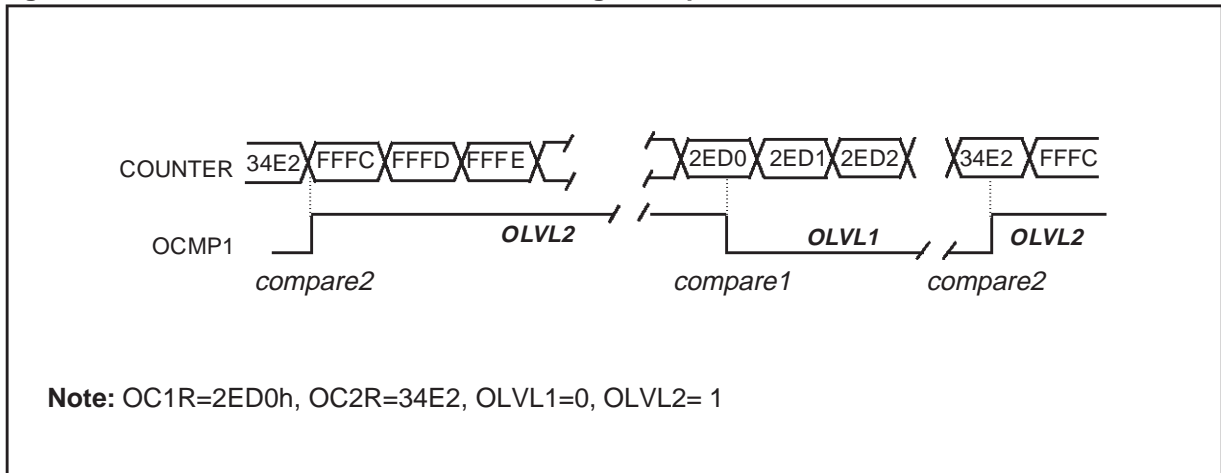 COUNTER 34E2 FFFC FFFD FFFE 2ED0 2ED1 2ED2 34E2 FFFC
OCMP1 OLVL2 OLVL1 OLVL2
compare2 compare1 compare2
Note: OC1R=2ED0h, OC2R=34E2, OLVL1=0, OLVL2= 1